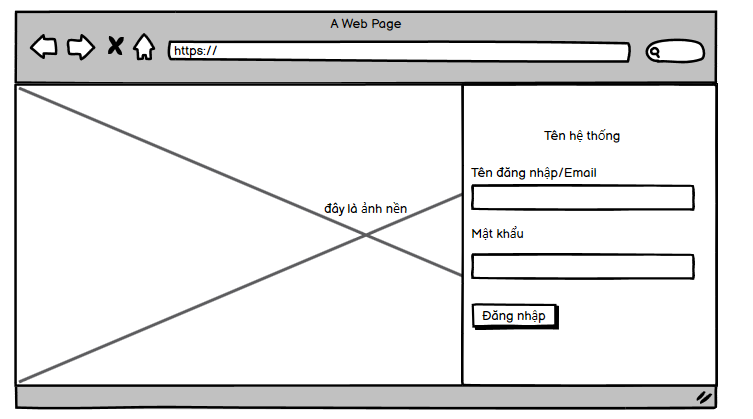 A Web Page
https://
Tên hệ thống
Tên đăng nhập/Email
đây là ảnh nền
Mật khẩu
Đăng nhập